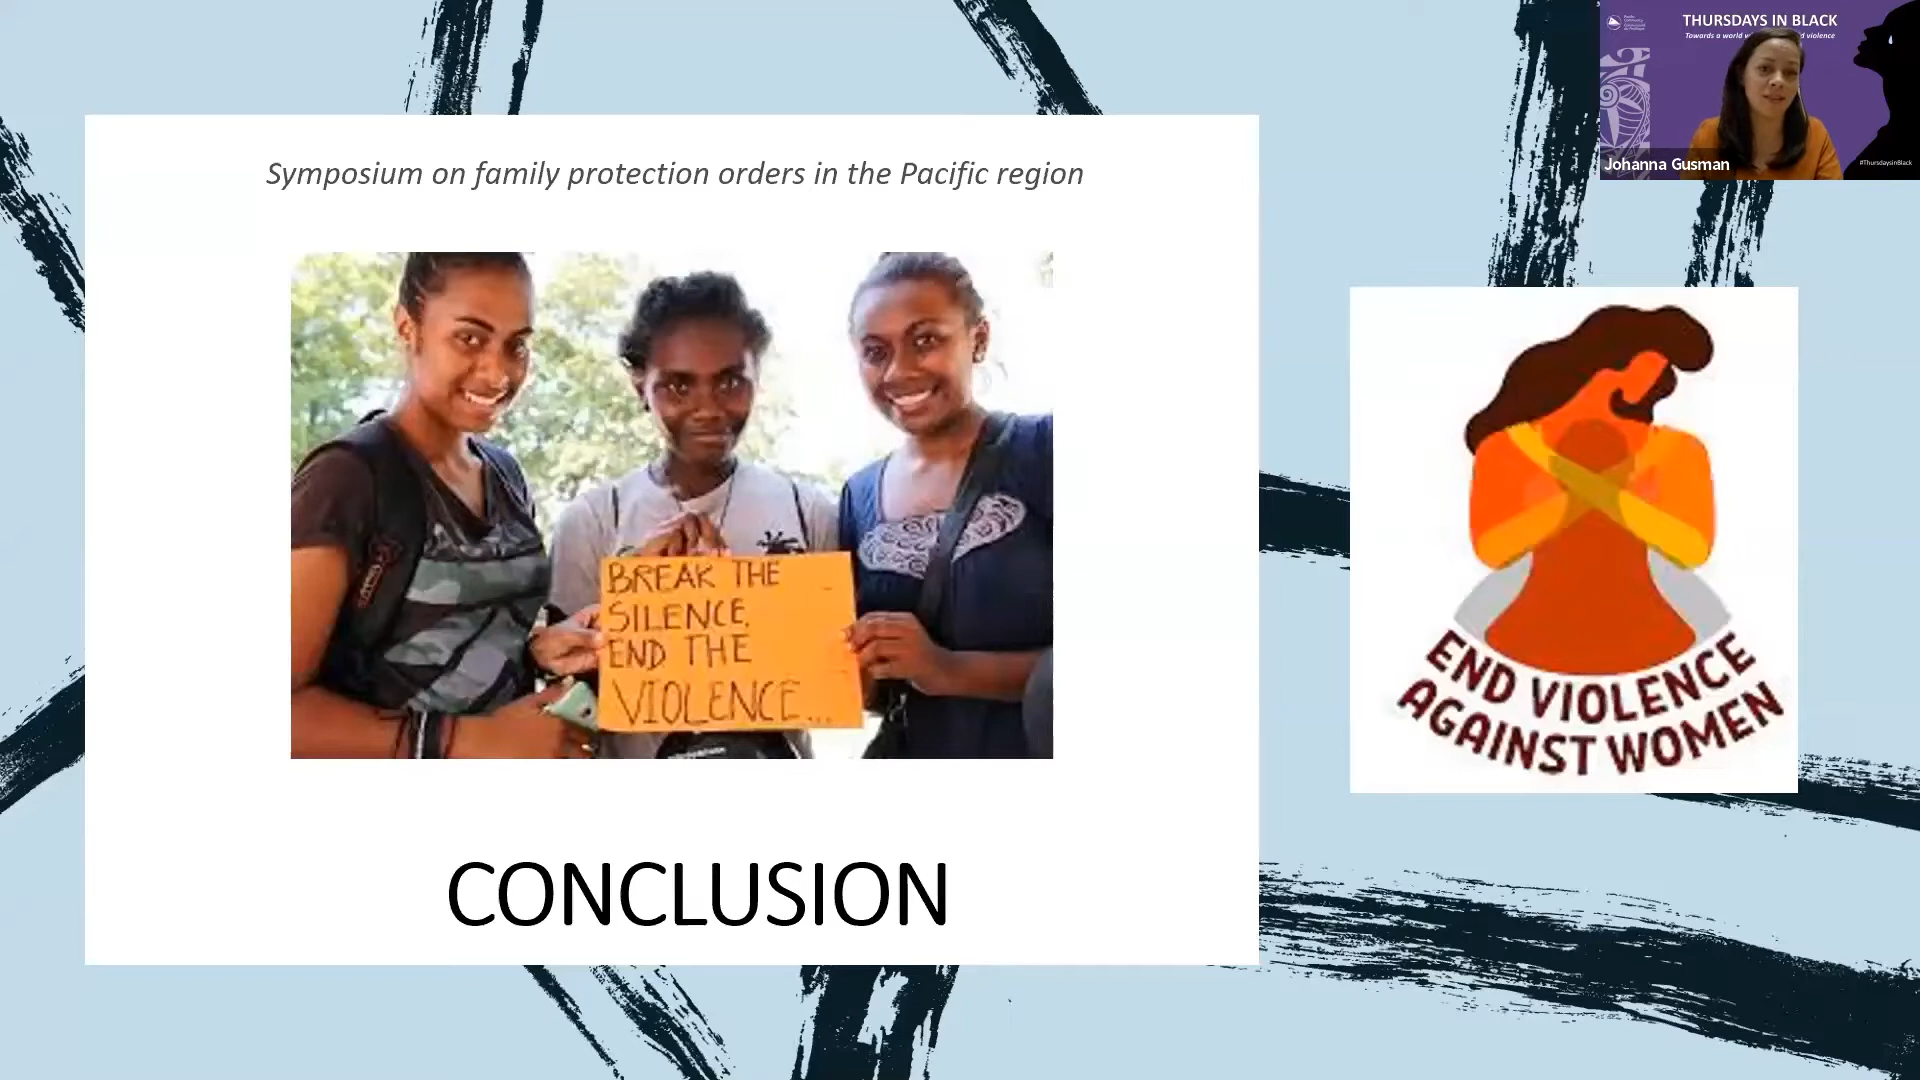 Symposium on family protection orders in the Pacific region
BREAK THE
SILENCE.
END THE
VIOLENCE...
CONCLUSION
THURSDAYS IN BLACK
Towards a world
violence
Johanna Gusman
#ThursdaysinBlack
END VIOLENCE
AGAINST WOMEN